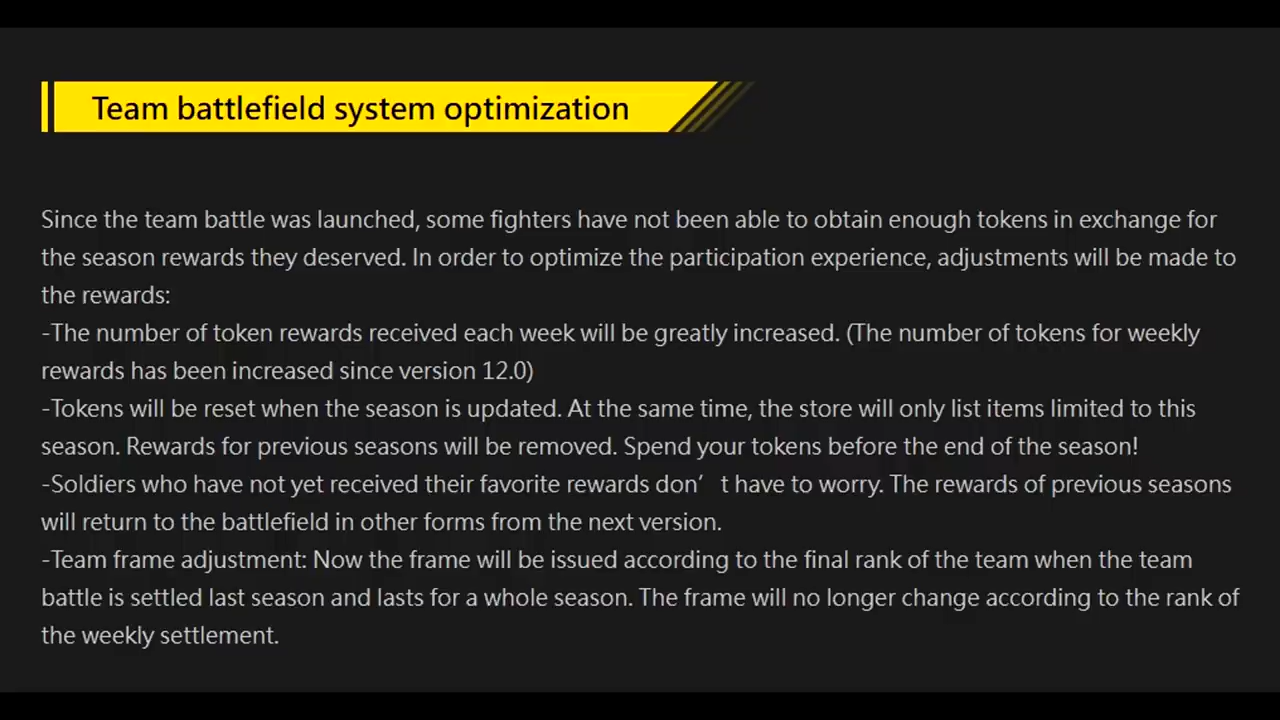 Team battlefield system optimization
Since the team battle was launched, some fighters have not been able to obtain enough tokens in exchange for
the season rewards they deserved. In order to optimize the participation experience, adjustments will be made to
the rewards:
-The number of token rewards received each week will be greatly increased. (The number of tokens for weekly
rewards has been increased since version 12.0)
-Tokens will be reset when the season is updated. At the same time, the store will only list items limited to this
season. Rewards for previous seasons will be removed. Spend your tokens before the end of the season!
-Soldiers who have not yet received their favorite rewards don’ t have to worry. The rewards of previous seasons
will return to the battlefield in other forms from the next version.
-Team frame adjustment: Now the frame will be issued according to the final rank of the team when the team
battle is settled last season and lasts for a whole season. The frame will no longer change according to the rank of
the weekly settlement.